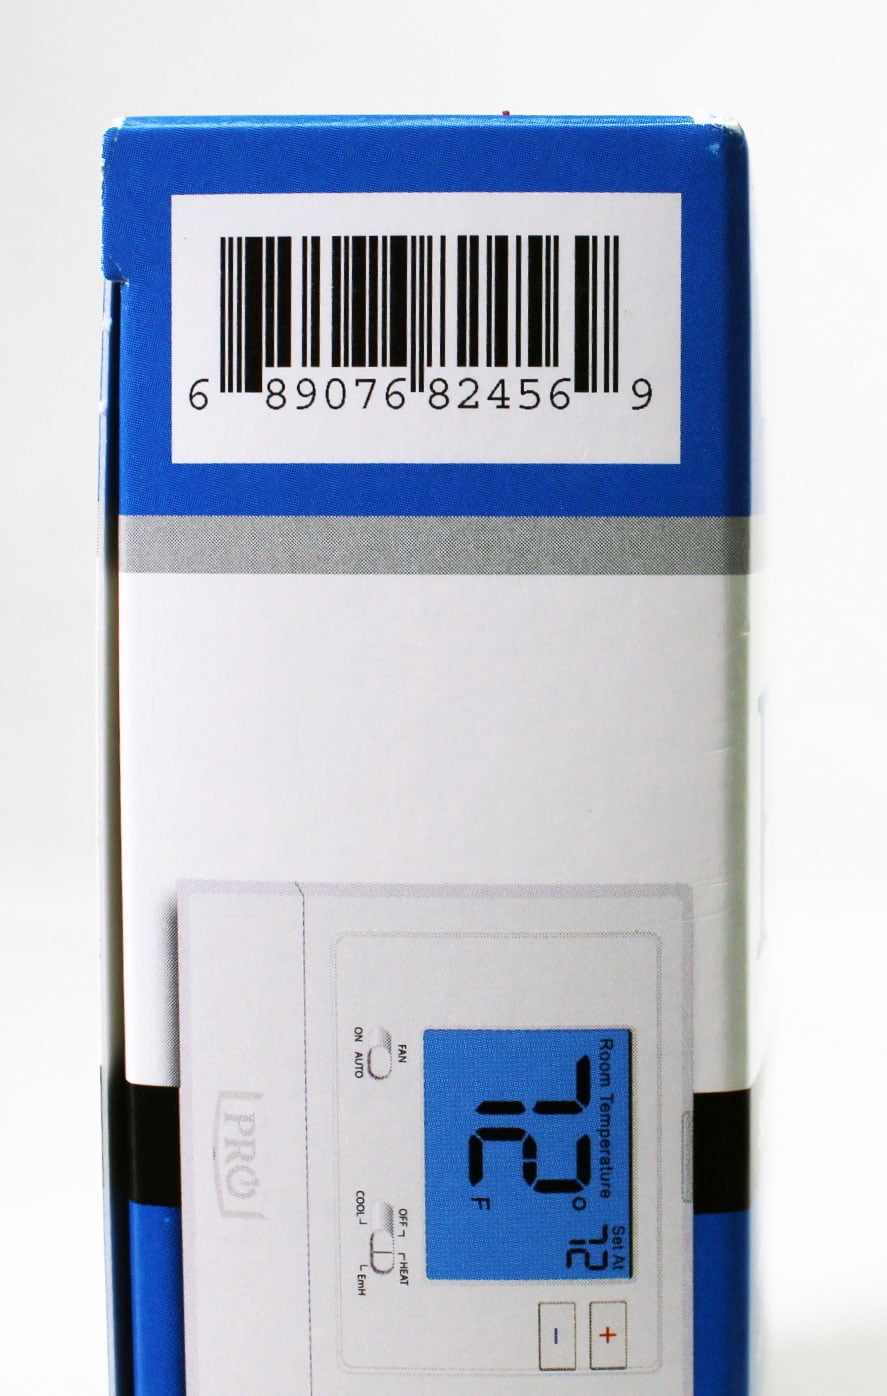 6 89076 82456 9
Room Temperature
72° F
Set At
72
FAN
ON AUTO
OFF HEAT
COOL EmH
+
-
PRO